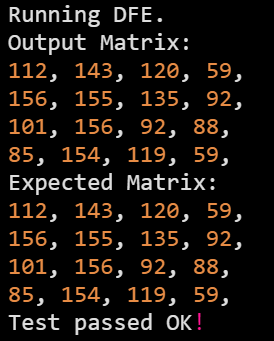 Running DFE.
Output Matrix:
112, 143, 120, 59,
156, 155, 135, 92,
101, 156, 92, 88,
85, 154, 119, 59,
Expected Matrix:
112, 143, 120, 59,
156, 155, 135, 92,
101, 156, 92, 88,
85, 154, 119, 59,
Test passed OK!